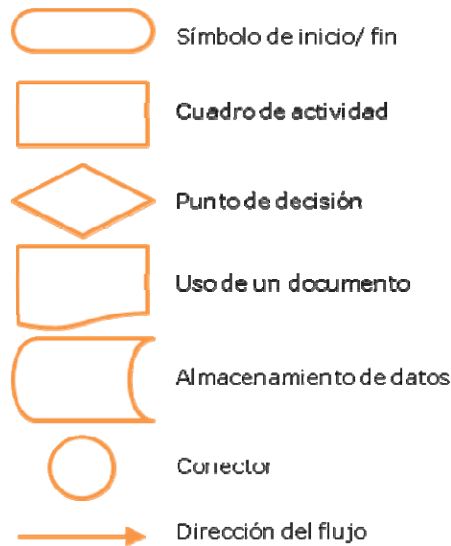 Símbolo de inicio/ fin
Cuadro de actividad
Punto de decisión
Uso de un documento
Almacenamiento de datos
Conector
Dirección del flujo